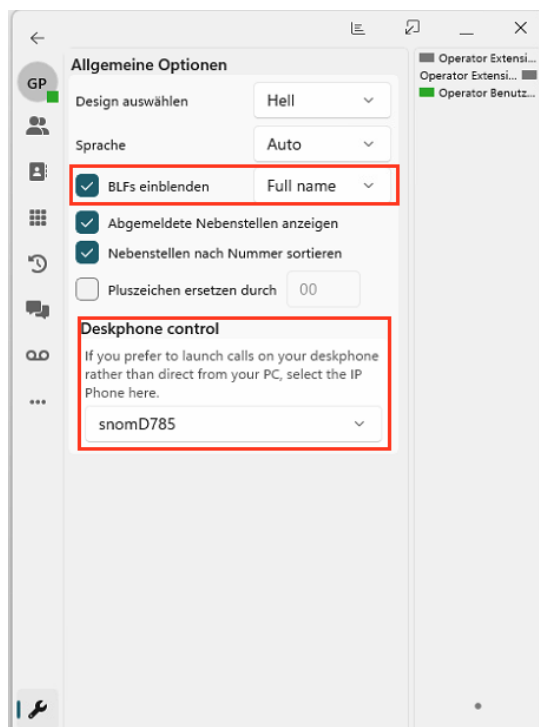 GP
Allgemeine Optionen
Design auswählen Hell
Sprache Auto
BLFs einblenden Full name
Abgemeldete Nebenstellen anzeigen
Nebenstellen nach Nummer sortieren
Pluszeichen ersetzen durch 00
Deskphone control
If you prefer to launch calls on your deskphone
rather than direct from your PC, select the IP
Phone here.
snomD785
Operator Extensi...
Operator Extensi...
Operator Benutz...